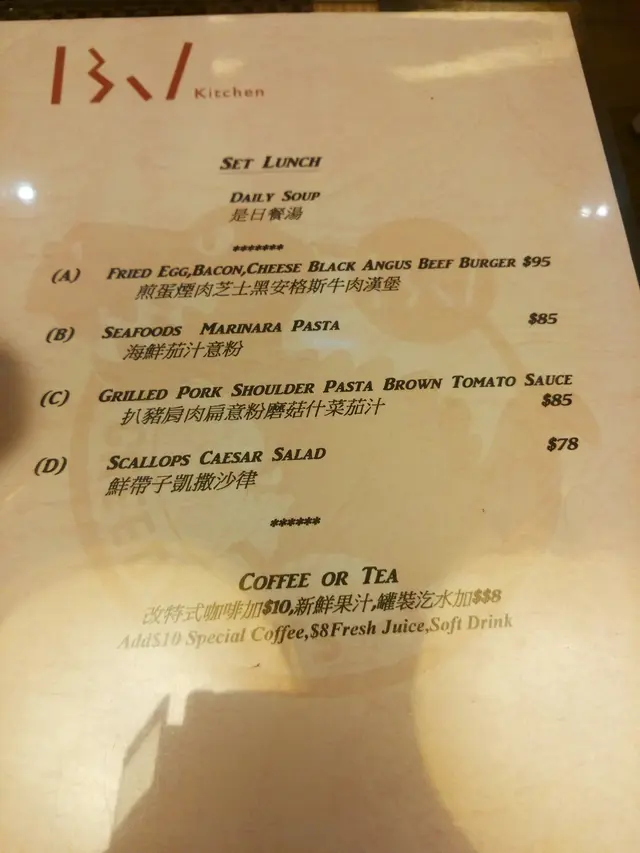 Kitchen
SET LUNCH
DAILY SOUP
是日餐湯
*******
(A) FRIED EGG,BACON,CHEESE BLACK ANGUS BEEF BURGER $95
煎蛋煙肉芝士黑安格斯牛肉漢堡
(B) SEAFOODS MARINARA PASTA $85
海鮮茄汁意粉
(C) GRILLED PORK SHOULDER PASTA BROWN TOMATO SAUCE
扒豬肩肉扁意粉磨菇什菜茄汁 $85
(D) SCALLOPS CAESAR SALAD $78
鮮帶子凱撒沙律
******
COFFEE OR TEA
改特式咖啡加$10,新鮮果汁,罐裝汔水加$$8
Add$10 Special Coffee,$8Fresh Juice,Soft Drink